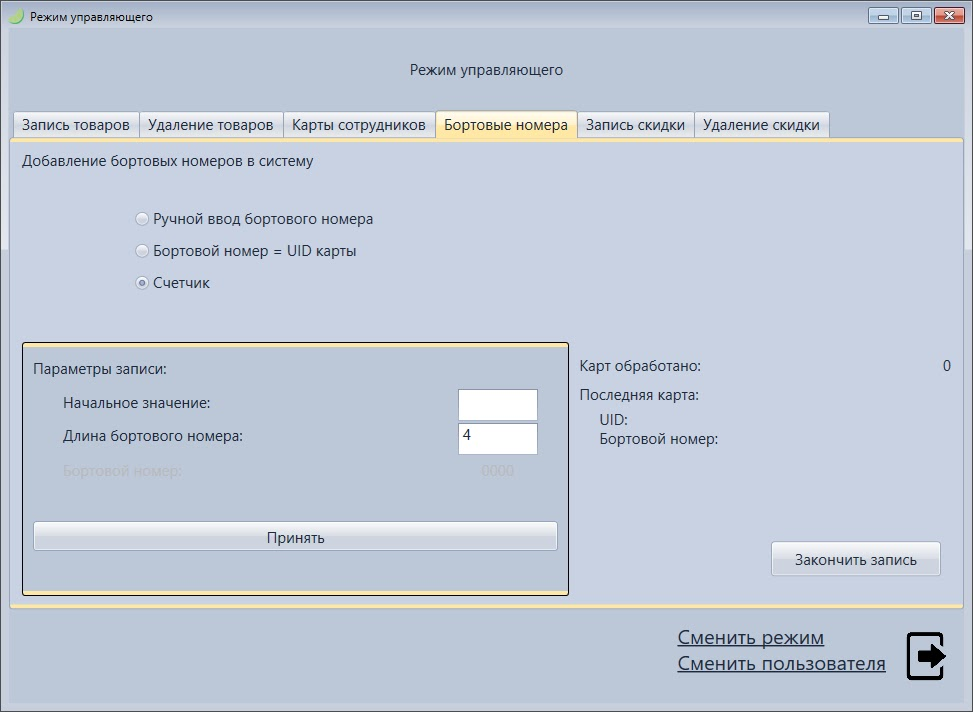 Режим управляющего
Режим управляющего
Запись товаров Удаление товаров Карты сотрудников Бортовые номера Запись скидки Удаление скидки
Добавление бортовых номеров в систему
Ручной ввод бортового номера
Бортовой номер = UID карты
Счетчик
Параметры записи:
Начальное значение:
Длина бортового номера: 4
Бортовой номер: 0000
Принять
Карт обработано: 0
Последняя карта:
UID:
Бортовой номер:
Закончить запись
Сменить режим
Сменить пользователя